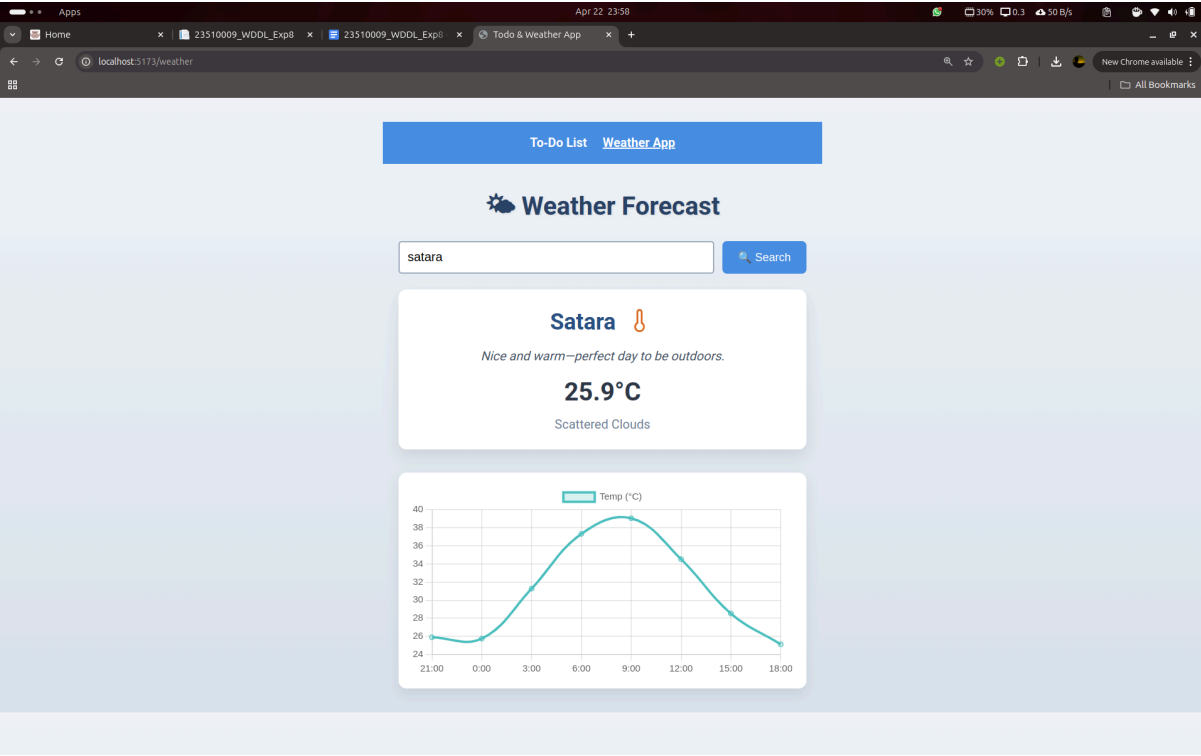 Apps
Apr 22 23:58
30% 0.3 50 B/s
Home
23510009_WDDL_Exp8
23510009_WDDL_Exp8
Todo & Weather App
localhost:5173/weather
New Chrome available
All Bookmarks
To-Do List Weather App
Weather Forecast
satara
Search
Satara
Nice and warm—perfect day to be outdoors.
25.9°C
Scattered Clouds
Temp (°C)
40
38
36
34
32
30
28
26
24
21:00 0:00 3:00 6:00 9:00 12:00 15:00 18:00